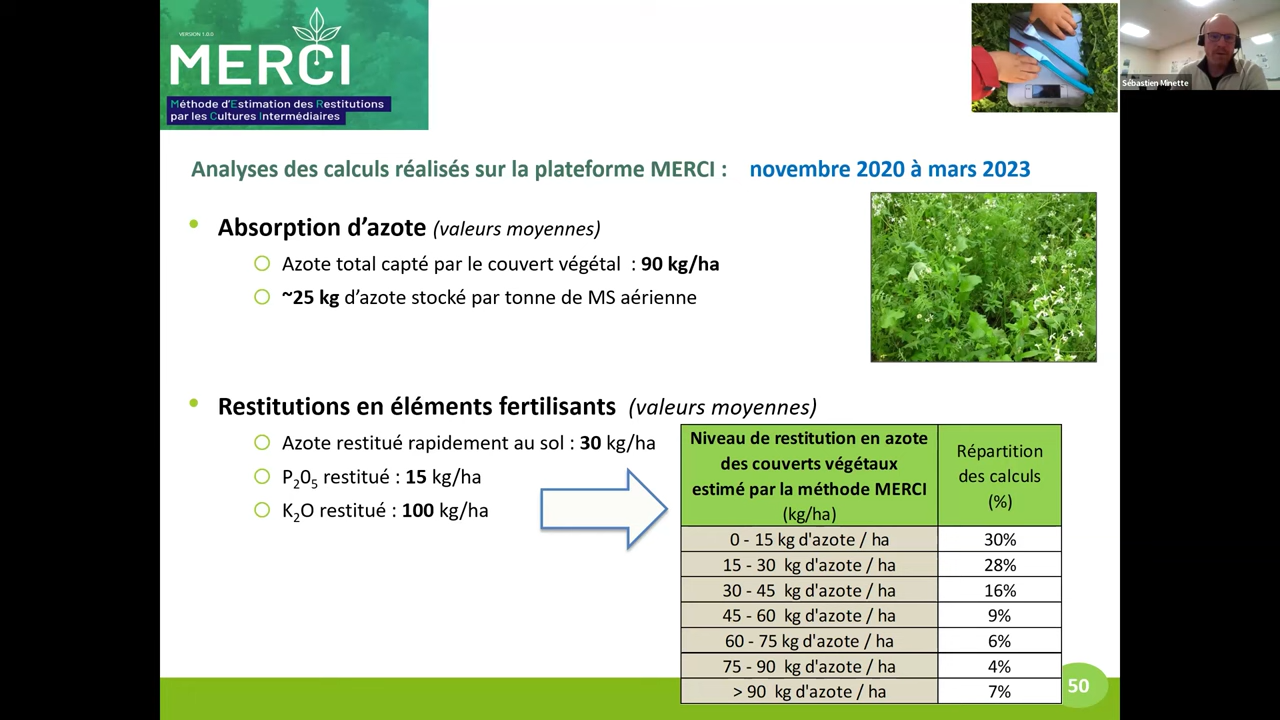 VERSION 1.0.0
MERCI
Méthode d'Estimation des Restitutions
par les Cultures Intermédiaires
Sébastien Minette
Analyses des calculs réalisés sur la plateforme MERCI : novembre 2020 à mars 2023
• Absorption d'azote (valeurs moyennes)
Azote total capté par le couvert végétal : 90 kg/ha
~25 kg d'azote stocké par tonne de MS aérienne
• Restitutions en éléments fertilisants (valeurs moyennes)
Azote restitué rapidement au sol : 30 kg/ha
P205 restitué : 15 kg/ha
K2O restitué : 100 kg/ha
Niveau de restitution en azote
des couverts végétaux
estimé par la méthode MERCI
(kg/ha)
Répartition
des calculs
(%)
0 - 15 kg d'azote / ha 30%
15 - 30 kg d'azote / ha 28%
30 - 45 kg d'azote / ha 16%
45 - 60 kg d'azote / ha 9%
60 - 75 kg d'azote / ha 6%
75 - 90 kg d'azote / ha 4%
> 90 kg d'azote / ha 7%
50